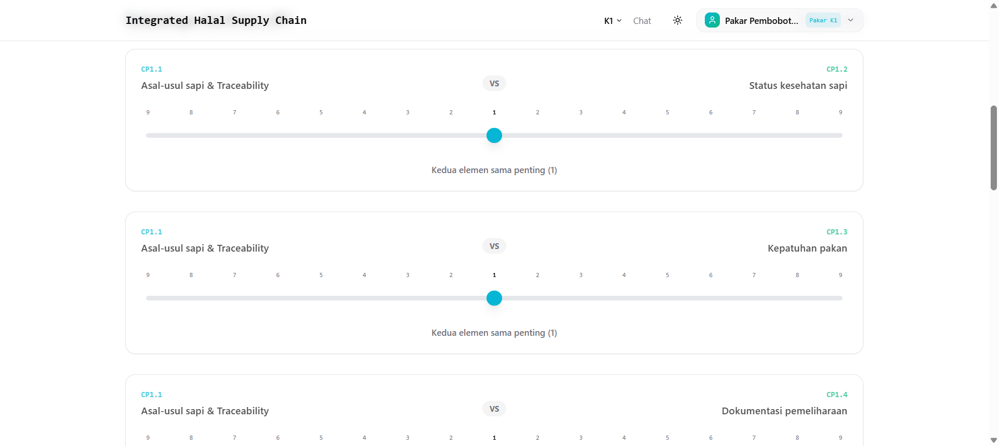 Integrated Halal Supply Chain
K1
Chat
Pakar Pembobot...
Pakar K1
CP1.1
CP1.2
Asal-usul sapi & Traceability
VS
Status kesehatan sapi
9 8 7 6 5 4 3 2 1 2 3 4 5 6 7 8 9
Kedua elemen sama penting (1)
CP1.1
CP1.3
Asal-usul sapi & Traceability
VS
Kepatuhan pakan
9 8 7 6 5 4 3 2 1 2 3 4 5 6 7 8 9
Kedua elemen sama penting (1)
CP1.1
CP1.4
Asal-usul sapi & Traceability
VS
Dokumentasi pemeliharaan
9 8 7 6 5 4 3 2 1 2 3 4 5 6 7 8 9